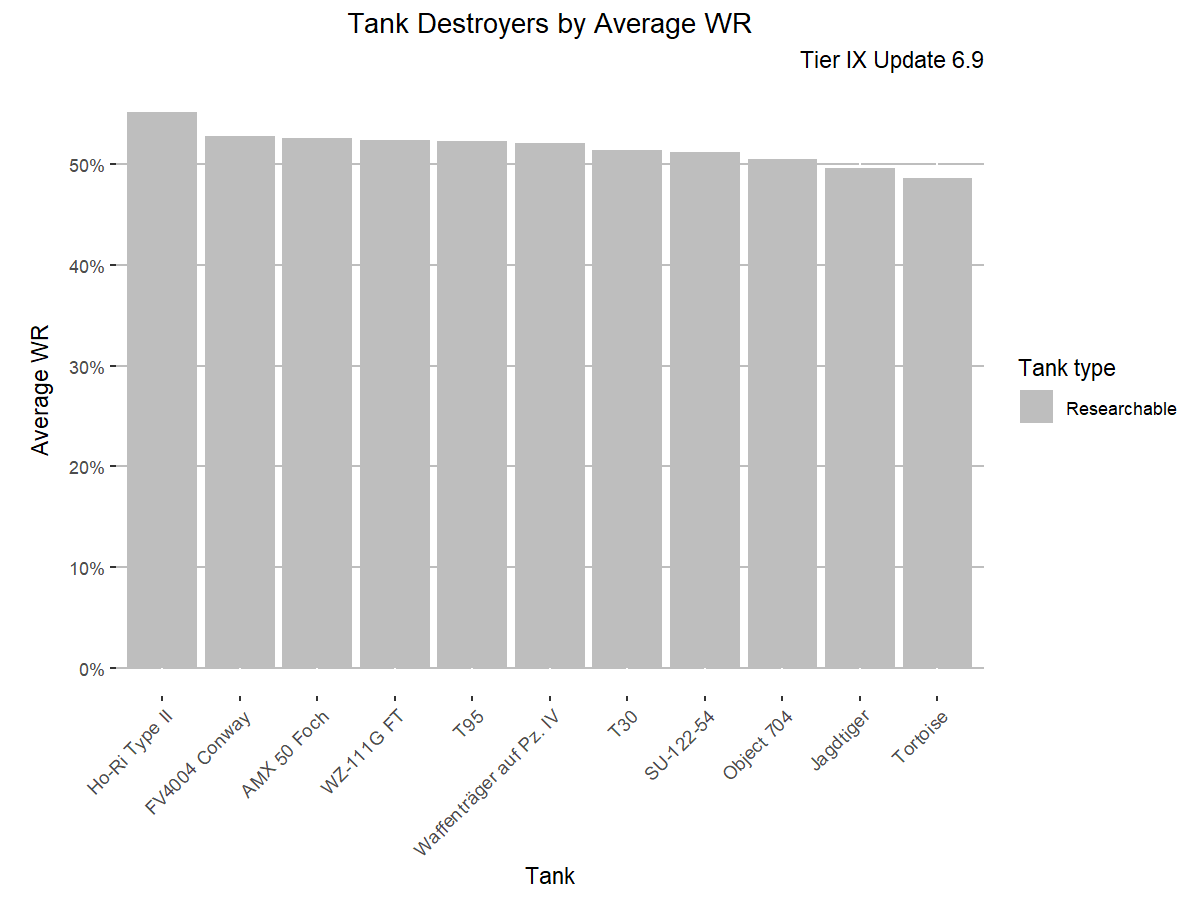 Tank Destroyers by Average WR
Tier IX Update 6.9
50%
40%
30%
20%
10%
0%
Average WR
Ho-Ri Type II
FV4004 Conway
AMX 50 Foch
WZ-111G FT
T95
Waffenträger auf Pz. IV
T30
SU-122-54
Object 704
Jagdtiger
Tortoise
Tank
Tank type
Researchable